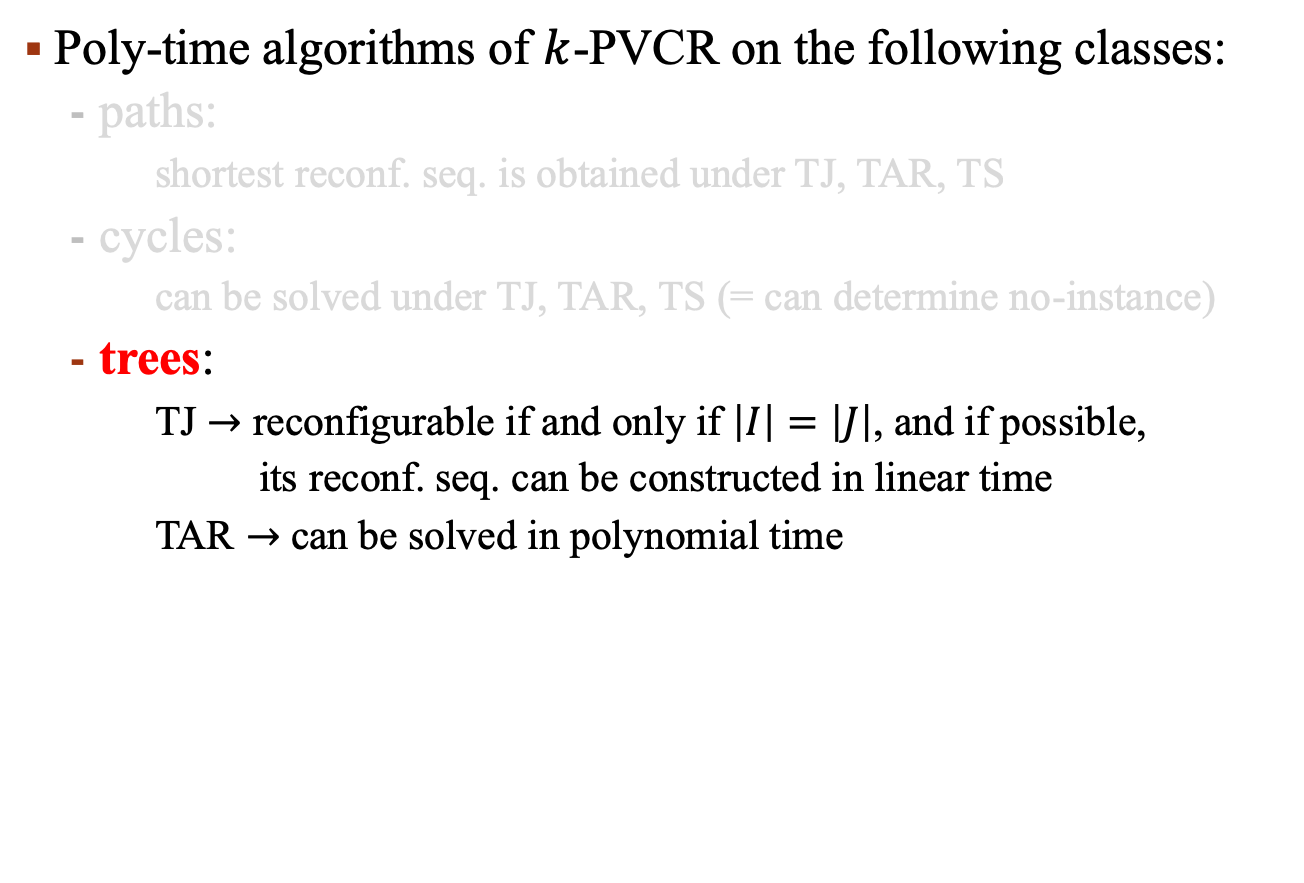 ▪ Poly-time algorithms of k-PVCR on the following classes:
- paths:
shortest reconf. seq. is obtained under TJ, TAR, TS
- cycles:
can be solved under TJ, TAR, TS (= can determine no-instance)
- trees:
TJ → reconfigurable if and only if |I| = |J|, and if possible,
its reconf. seq. can be constructed in linear time
TAR → can be solved in polynomial time